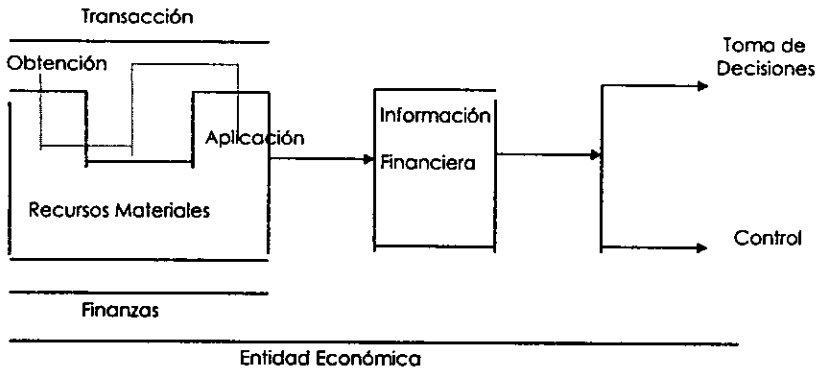 Transacción
Obtención
Aplicación
Recursos Materiales
Finanzas
Información
Financiera
Toma de
Decisiones
Control
Entidad Económica